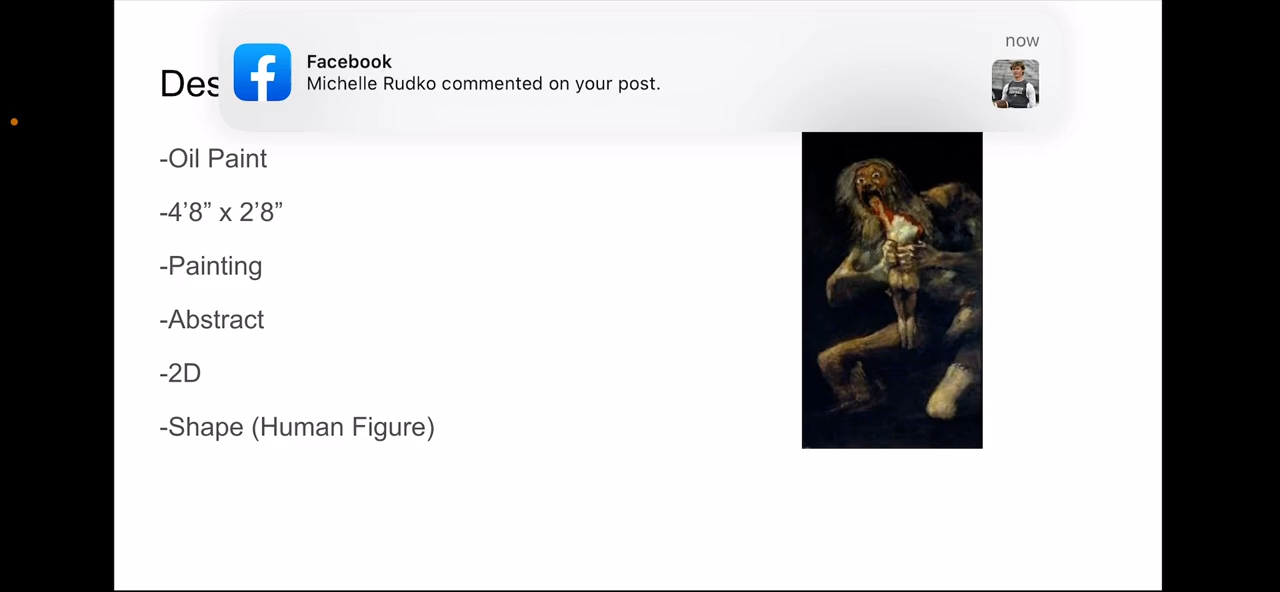 now
Facebook
Michelle Rudko commented on your post.
Des
-Oil Paint
-4’8” x 2’8”
-Painting
-Abstract
-2D
-Shape (Human Figure)